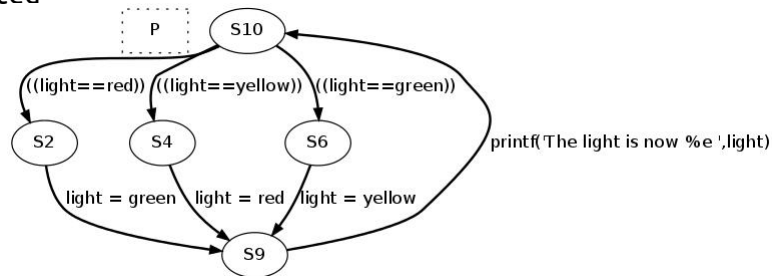 P S10
((light==red)) ((light==yellow)) ((light==green))
S2 S4 S6 printf('The light is now %e ',light)
light = green light = red light = yellow
S9